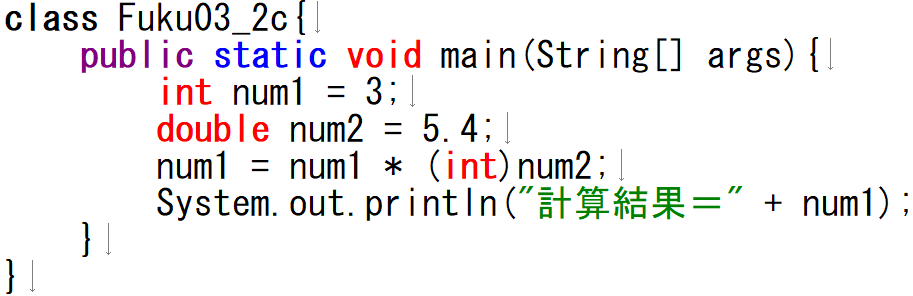 class Fuku03_2c{↓
    public static void main(String[] args){↓
        int num1 = 3;↓
        double num2 = 5.4;↓
        num1 = num1 * (int)num2;↓
        System.out.println("計算結果＝" + num1);
    }↓
}↓